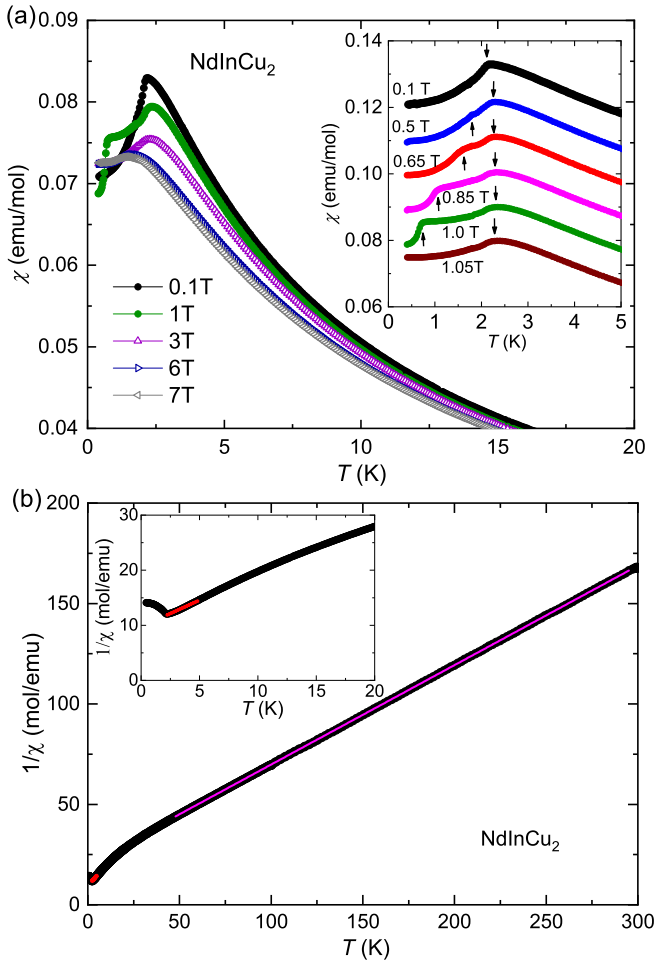 (a)
0.09
0.08
0.07
0.06
0.05
0.04
χ (emu/mol)
NdInCu2
0.1T
1T
3T
6T
7T
0
5
10
15
20
T (K)
0.14
0.12
0.10
0.08
0.06
χ (emu/mol)
0.1 T
0.5 T
0.65 T
0.85 T
1.0 T
1.05T
0 1 2 3 4 5
T (K)
(b)
200
150
100
50
0
1/χ (mol/emu)
30
20
10
0
1/χ (mol/emu)
0 5 10 15 20
T (K)
NdInCu2
0 50 100 150 200 250 300
T (K)